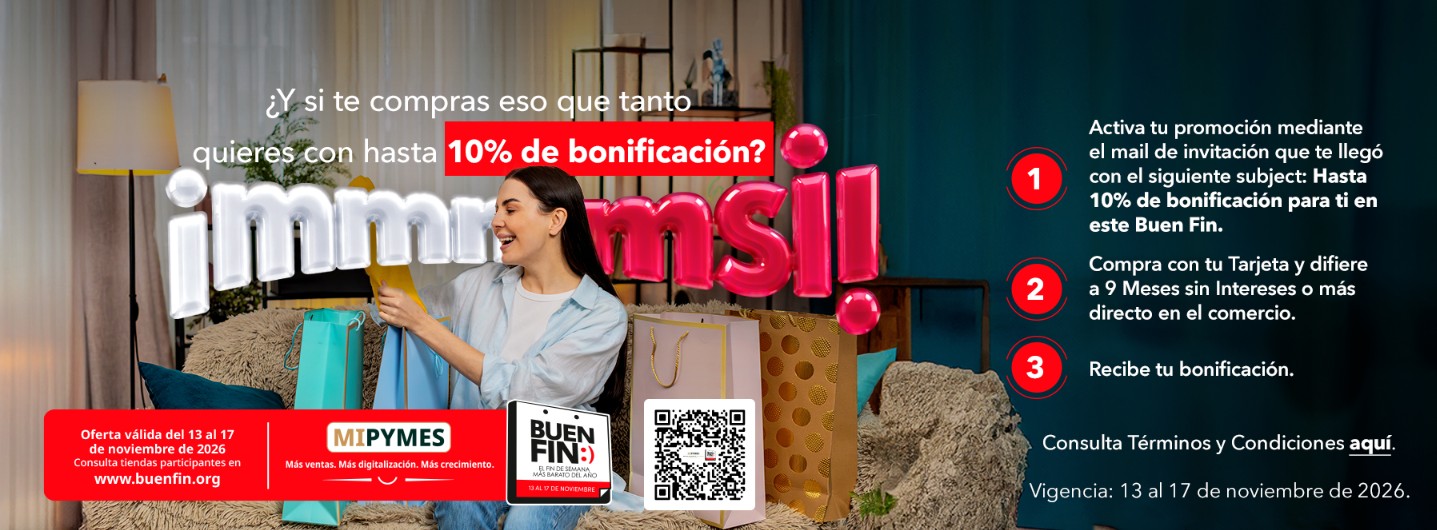 ¿Y si te compras eso que tanto
quieres con hasta 10% de bonificación?
¡mmmmmsi!
Oferta válida del 13 al 17
de noviembre de 2026
Consulta tiendas participantes en
www.buenfin.org
MIPYMES
Más ventas. Más digitalización. Más crecimiento.
BUEN
FIN:)
EL FIN DE SEMANA
MÁS BARATO DEL AÑO
13 AL 17 DE NOVIEMBRE
1
Activa tu promoción mediante
el mail de invitación que te llegó
con el siguiente subject: Hasta
10% de bonificación para ti en
este Buen Fin.
2
Compra con tu Tarjeta y difiere
a 9 Meses sin Intereses o más
directo en el comercio.
3
Recibe tu bonificación.
Consulta Términos y Condiciones aquí.
Vigencia: 13 al 17 de noviembre de 2026.